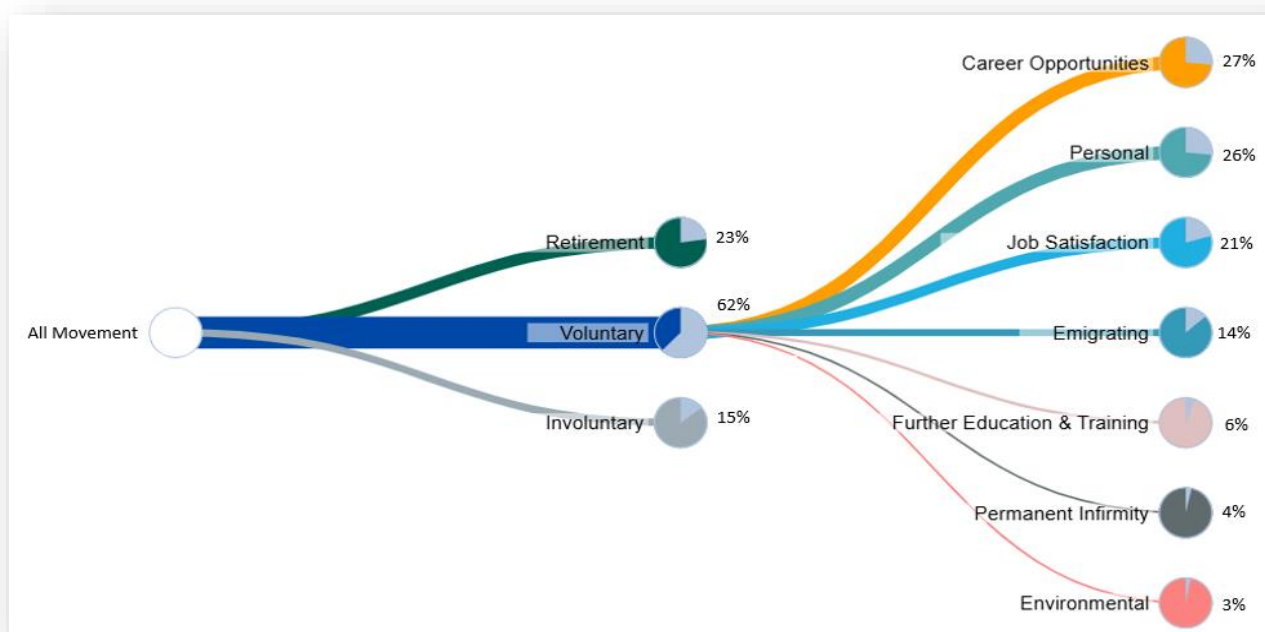 Career Opportunities 27%
Personal 26%
Retirement 23%
Job Satisfaction 21%
All Movement
Voluntary 62%
Emigrating 14%
Involuntary 15%
Further Education & Training 6%
Permanent Infirmity 4%
Environmental 3%